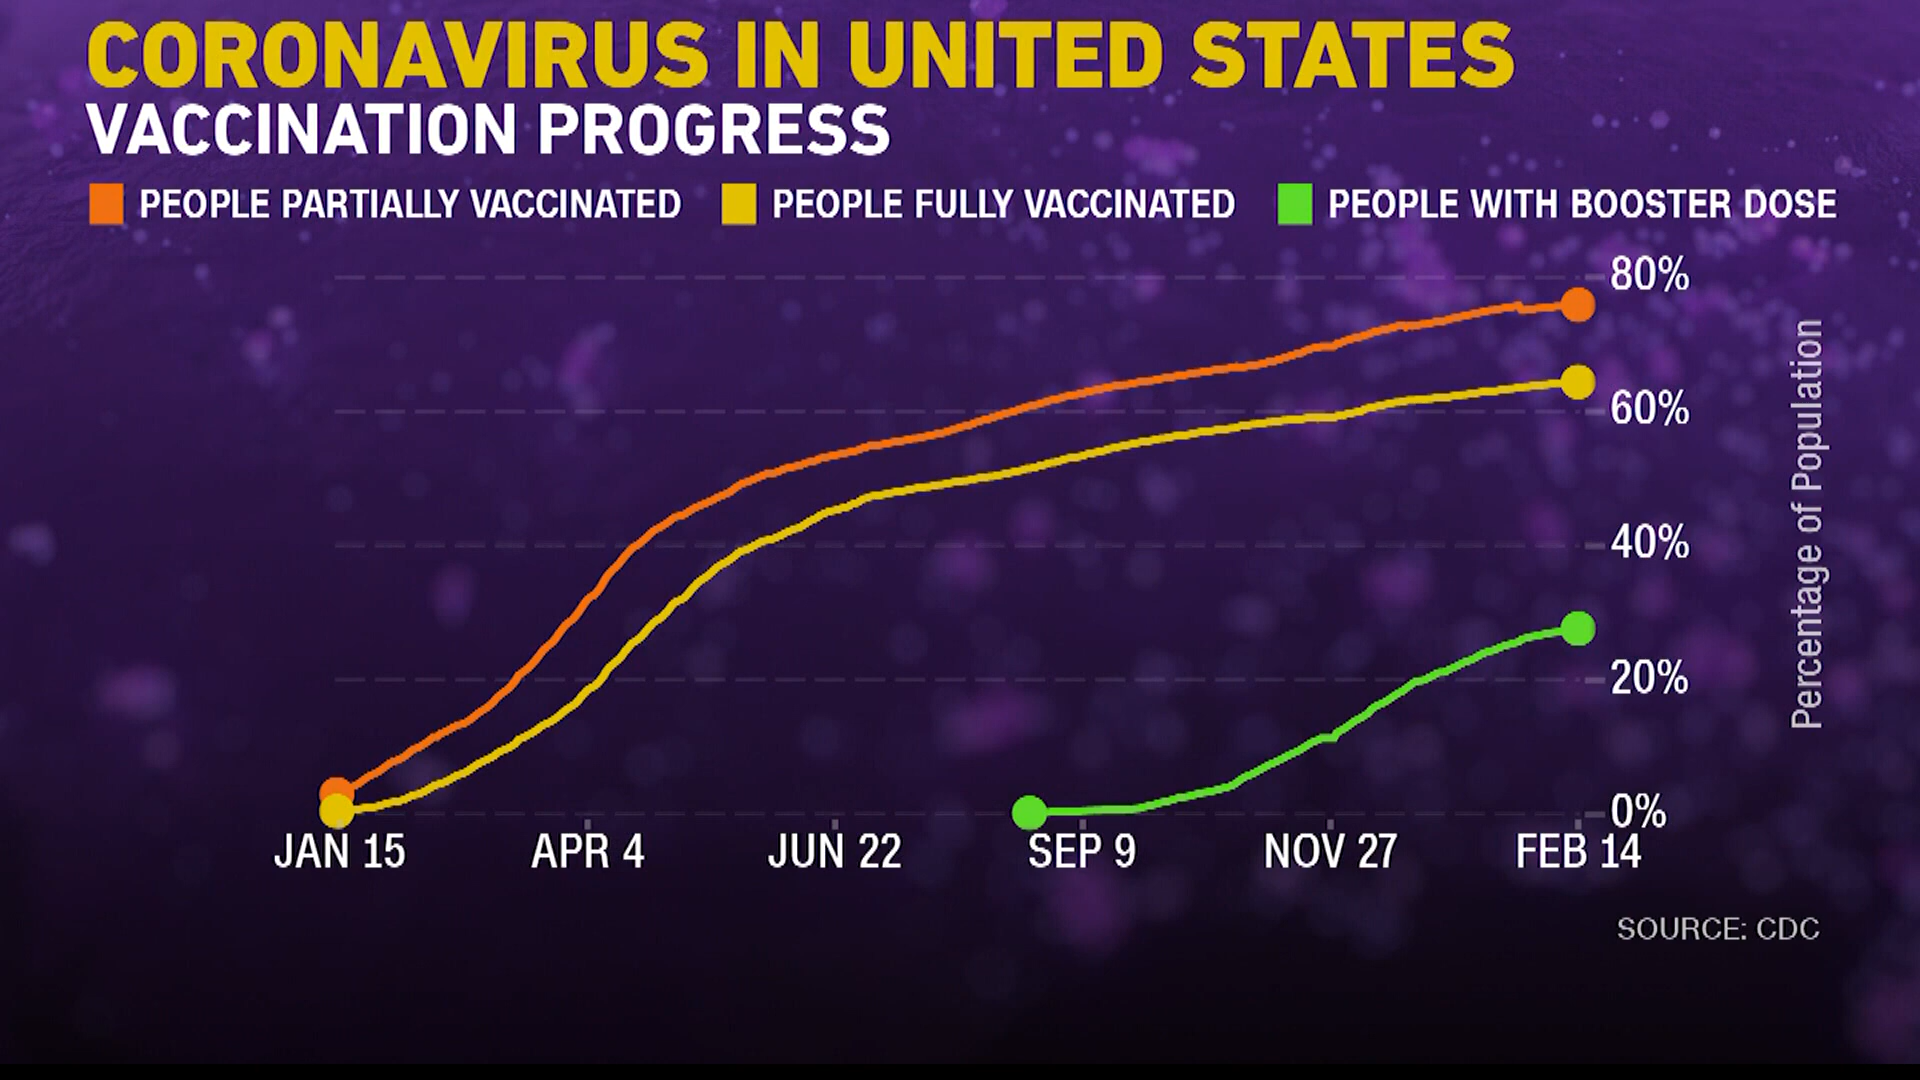 CORONAVIRUS IN UNITED STATES
VACCINATION PROGRESS
PEOPLE PARTIALLY VACCINATED
PEOPLE FULLY VACCINATED
PEOPLE WITH BOOSTER DOSE
80%
60%
40%
20%
0%
Percentage of Population
JAN 15
APR 4
JUN 22
SEP 9
NOV 27
FEB 14
SOURCE: CDC